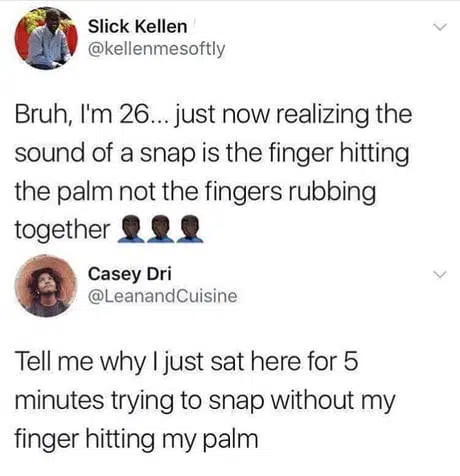 Slick Kellen
@kellenmesoftly
Bruh, I'm 26... just now realizing the
sound of a snap is the finger hitting
the palm not the fingers rubbing
together 🤦🏿‍♂️🤦🏿‍♂️🤦🏿‍♂️
Casey Dri
@LeanandCuisine
Tell me why I just sat here for 5
minutes trying to snap without my
finger hitting my palm